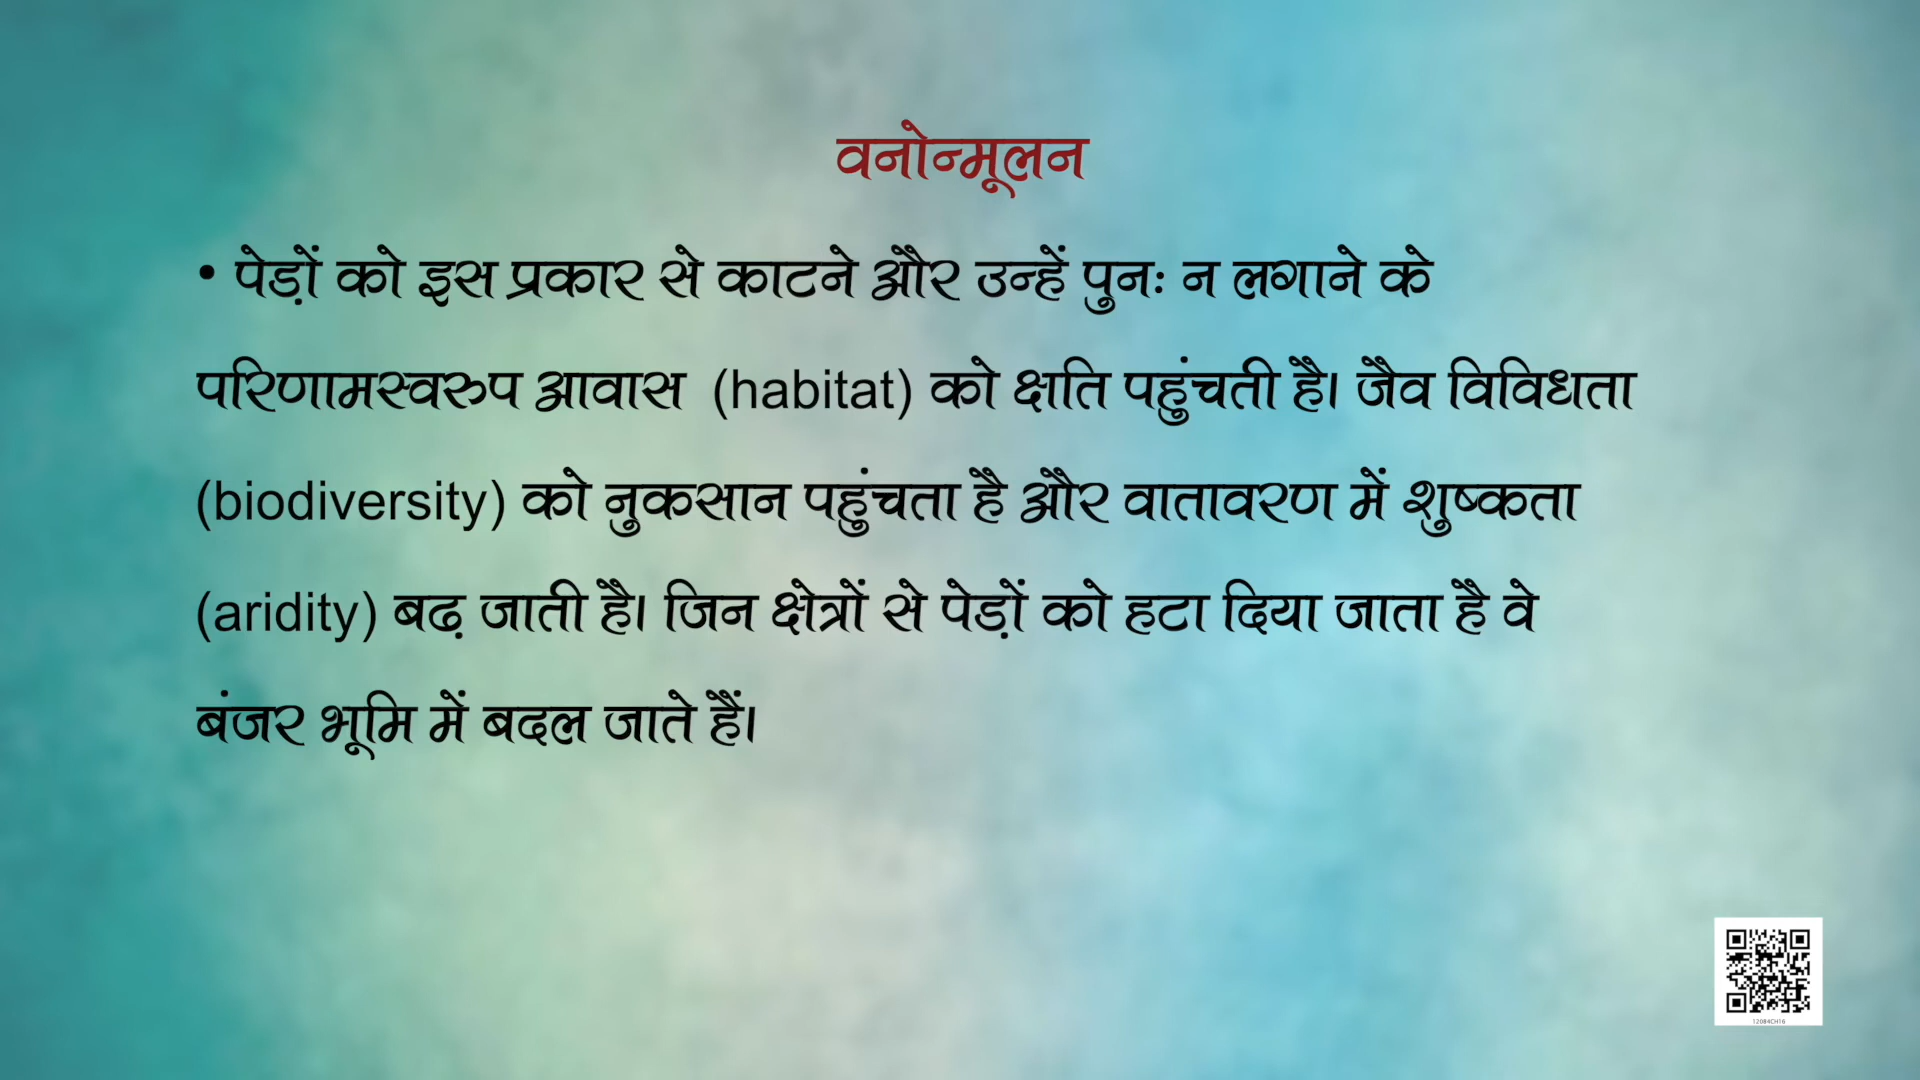 वनोन्मूलन
• पेड़ों को इस प्रकार से काटने और उन्हें पुनः न लगाने के
परिणामस्वरुप आवास (habitat) को क्षति पहुंचती है। जैव विविधता
(biodiversity) को नुकसान पहुंचता है और वातावरण में शुष्कता
(aridity) बढ़ जाती है। जिन क्षेत्रों से पेड़ों को हटा दिया जाता है वे
बंजर भूमि में बदल जाते हैं।
12084CH16